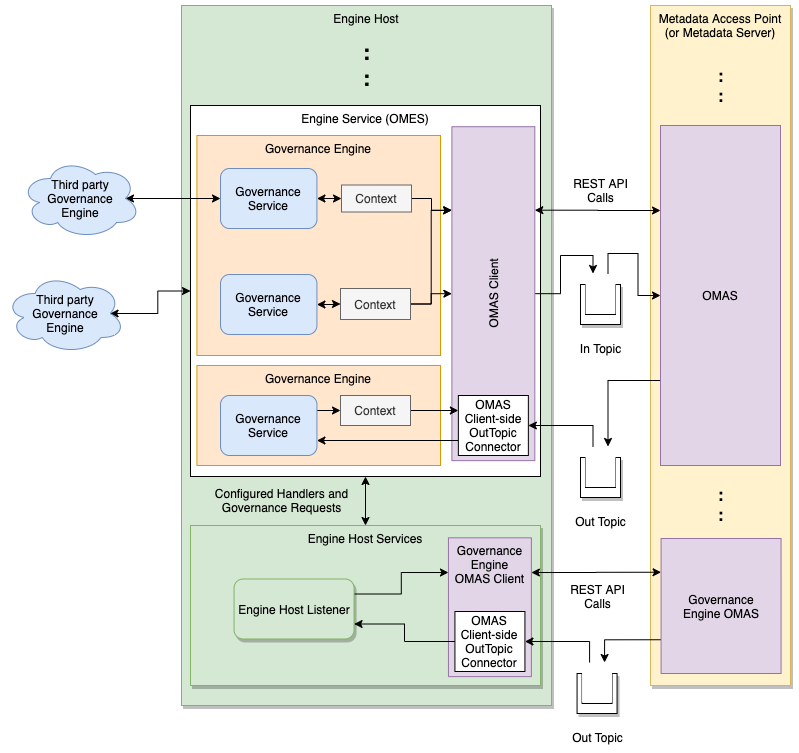 Engine Host
Metadata Access Point
(or Metadata Server)
:
:
:
:
Engine Service (OMES)
Governance Engine
Third party
Governance
Engine
Governance
Service
Context
REST API
Calls
OMAS Client
Third party
Governance
Engine
Governance
Service
Context
In Topic
OMAS
Governance Engine
Governance
Service
Context
OMAS
Client-side
OutTopic
Connector
Out Topic
:
:
Configured Handlers and
Governance Requests
Engine Host Services
Governance
Engine
OMAS Client
Engine Host Listener
REST API
Calls
Governance
Engine OMAS
OMAS
Client-side
OutTopic
Connector
Out Topic